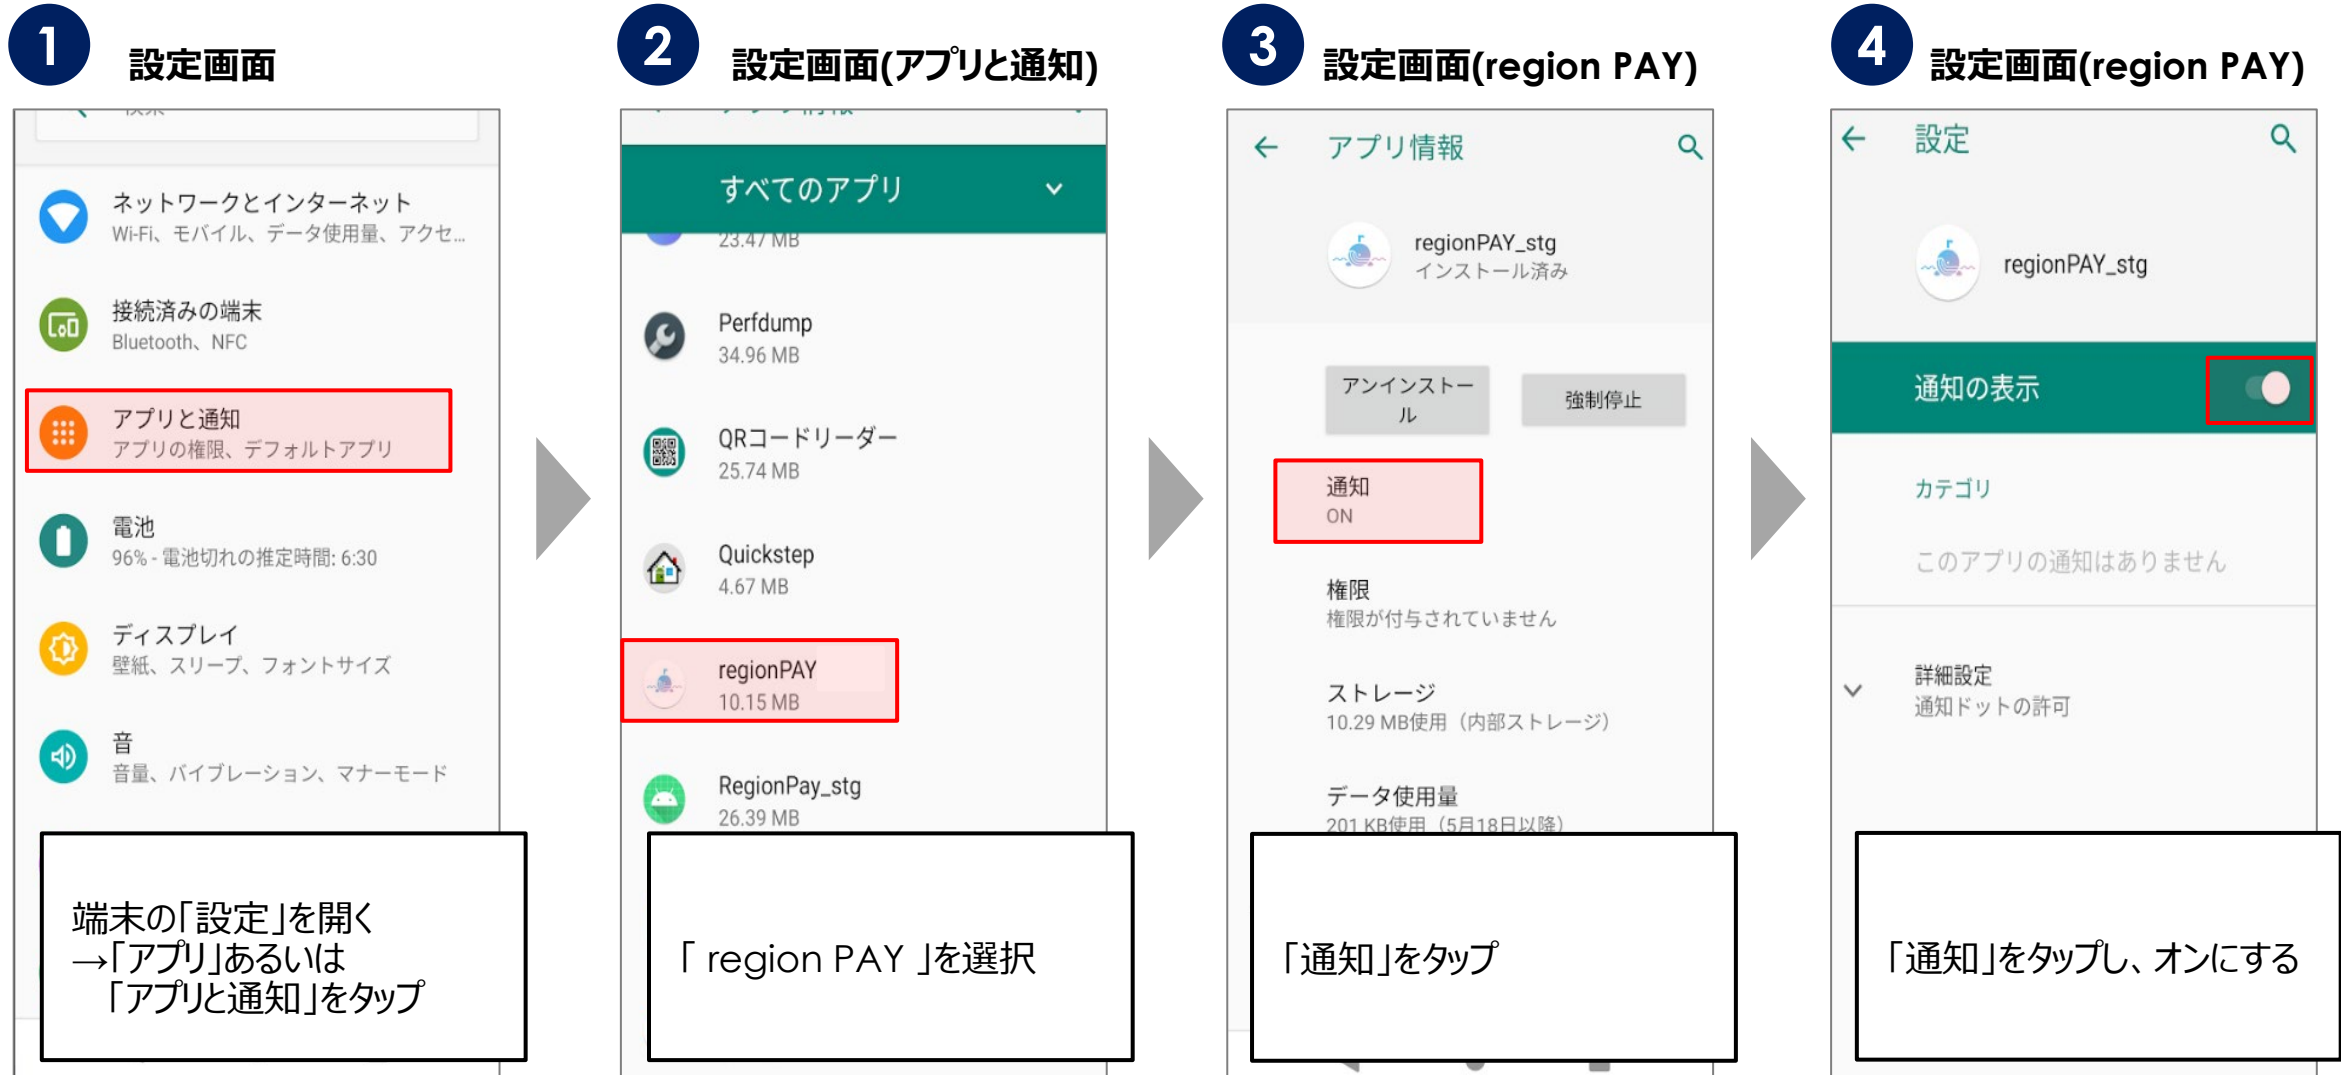 1
設定画面
ネットワークとインターネット
Wi-Fi、モバイル、データ使用量、アクセ...
接続済みの端末
Bluetooth、NFC
アプリと通知
アプリの権限、デフォルトアプリ
電池
96% - 電池切れの推定時間: 6:30
ディスプレイ
壁紙、スリープ、フォントサイズ
音
音量、バイブレーション、マナーモード
端末の「設定」を開く
→「アプリ」あるいは
「アプリと通知」をタップ
2
設定画面(アプリと通知)
すべてのアプリ
23.47 MB
Perfdump
34.96 MB
QRコードリーダー
25.74 MB
Quickstep
4.67 MB
regionPAY
10.15 MB
RegionPay_stg
26.39 MB
「 region PAY 」を選択
3
設定画面(region PAY)
アプリ情報
regionPAY_stg
インストール済み
アンインストー
ル
強制停止
通知
ON
権限
権限が付与されていません
ストレージ
10.29 MB使用（内部ストレージ）
データ使用量
201 KB使用（5月18日以降）
「通知」をタップ
4
設定画面(region PAY)
設定
regionPAY_stg
通知の表示
カテゴリ
このアプリの通知はありません
詳細設定
通知ドットの許可
「通知」をタップし、オンにする